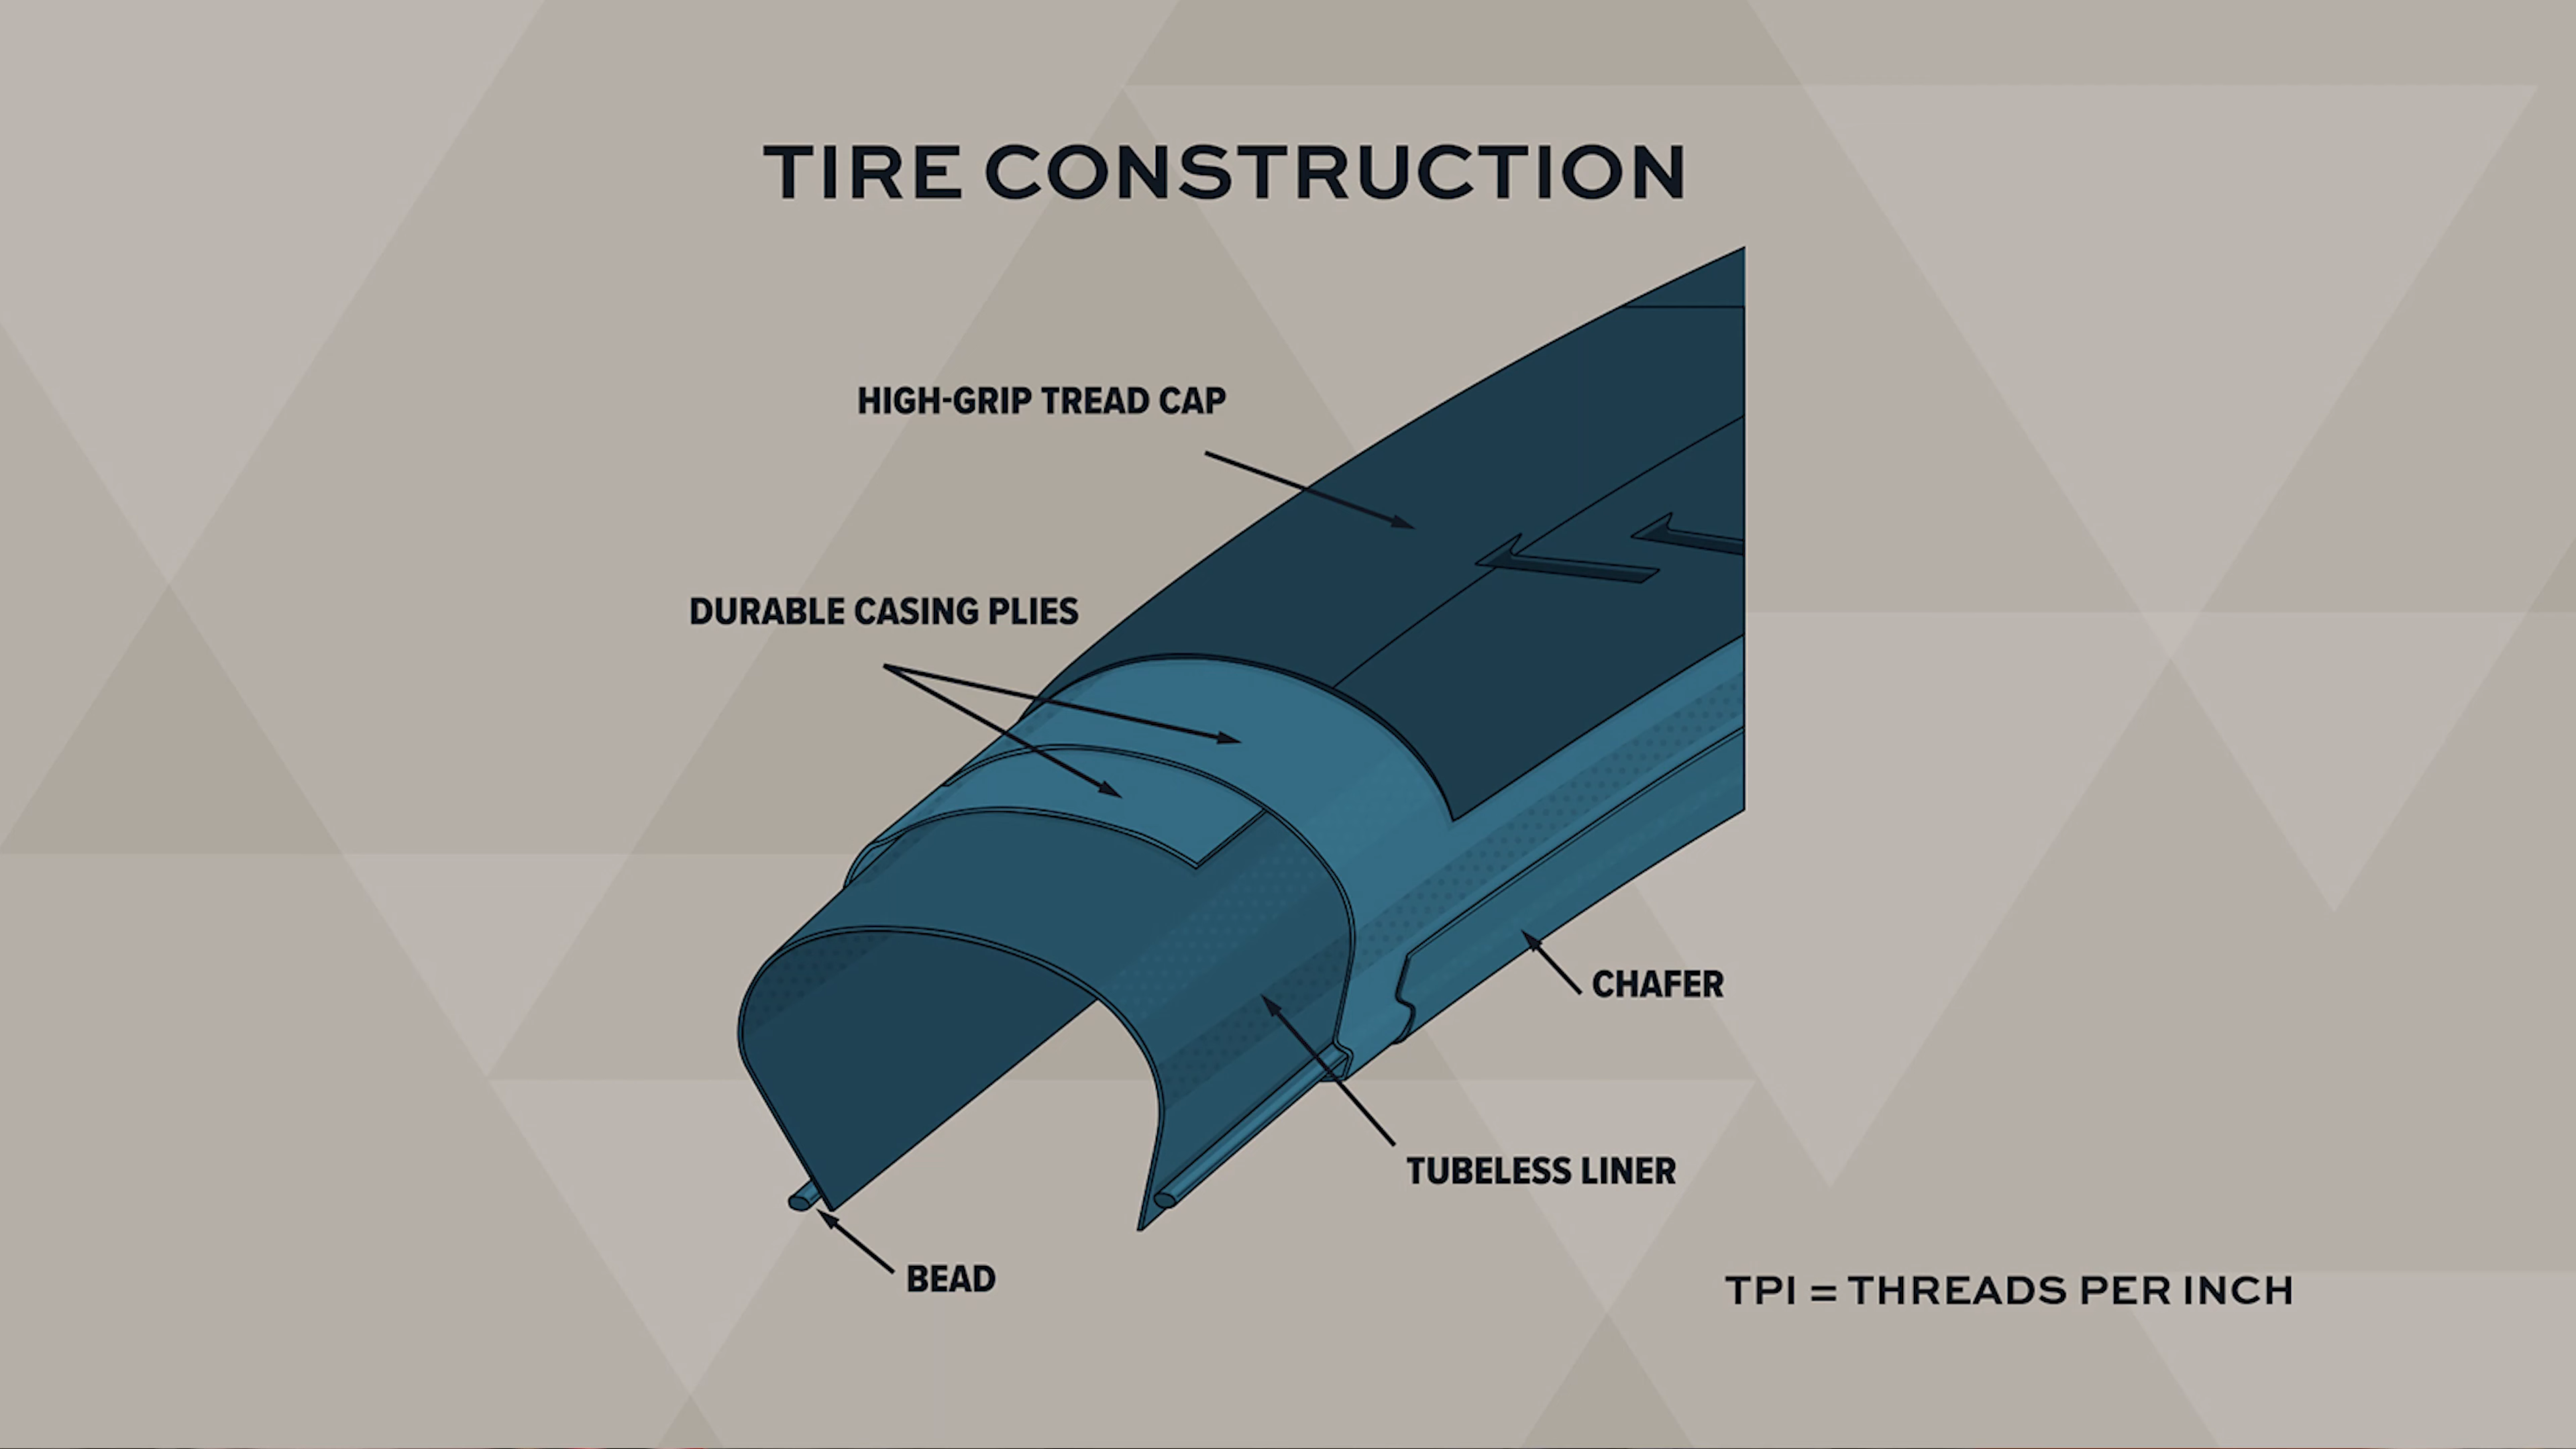 TIRE CONSTRUCTION
HIGH-GRIP TREAD CAP
DURABLE CASING PLIES
CHAFER
TUBELESS LINER
BEAD
TPI = THREADS PER INCH